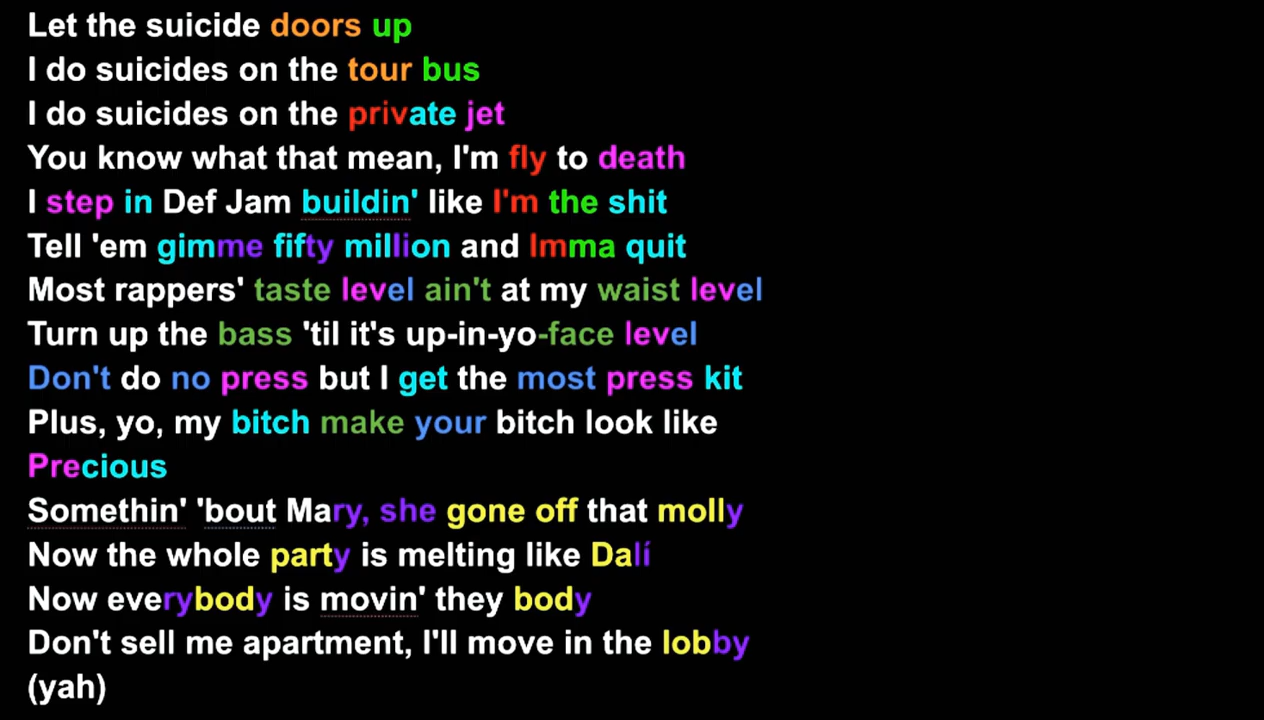 Let the suicide doors up
I do suicides on the tour bus
I do suicides on the private jet
You know what that mean, I'm fly to death
I step in Def Jam buildin' like I'm the shit
Tell 'em gimme fifty million and Imma quit
Most rappers' taste level ain't at my waist level
Turn up the bass 'til it's up-in-yo-face level
Don't do no press but I get the most press kit
Plus, yo, my bitch make your bitch look like
Precious
Somethin' 'bout Mary, she gone off that molly
Now the whole party is melting like Dalí
Now everybody is movin' they body
Don't sell me apartment, I'll move in the lobby
(yah)